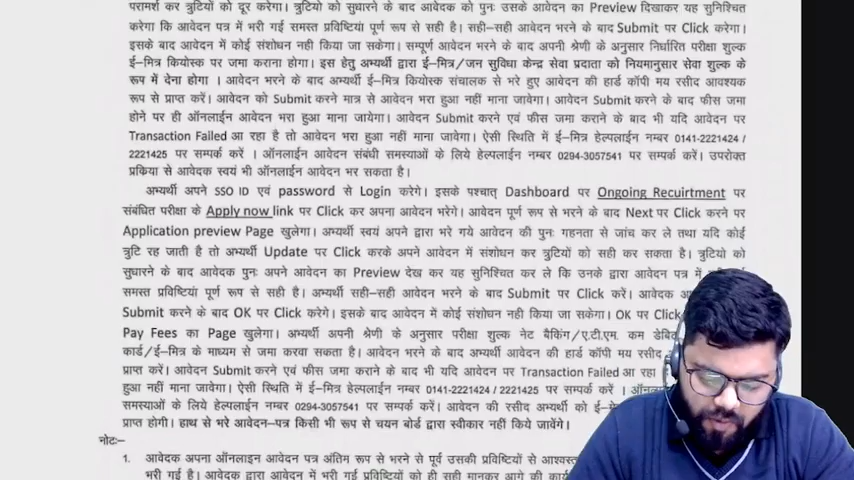 परामर्श कर त्रुटियों को दूर करेगा। त्रुटियो को सुधारने के बाद आवेदक को पुनः उसके आवेदन का Preview दिखाकर यह सुनिश्चित
करेगा कि आवेदन पत्र में भरी गई समस्त प्रविष्टियां पूर्ण रूप से सही है। सही-सही आवेदन भरने के बाद Submit पर Click करेगा।
इसके बाद आवेदन में कोई संशोधन नही किया जा सकेगा। सम्पूर्ण आवेदन भरने के बाद अपनी श्रेणी के अनुसार निर्धारित परीक्षा शुल्क
ई-मित्र कियोस्क पर जमा कराना होगा। इस हेतु अभ्यर्थी द्वारा ई-मित्र/जन सुविधा केन्द्र सेवा प्रदाता को नियमानुसार सेवा शुल्क के
रूप में देना होगा । आवेदन भरने के बाद अभ्यर्थी ई-मित्र कियोस्क संचालक से भरे हुए आवेदन की हार्ड कॉपी मय रसीद आवश्यक
रूप से प्राप्त करें। आवेदन को Submit करने मात्र से आवेदन भरा हुआ नहीं माना जावेगा। आवेदन Submit करने के बाद फीस जमा
होने पर ही ऑनलाईन आवेदन भरा हुआ माना जायेगा। आवेदन Submit करने एवं फीस जमा कराने के बाद भी यदि आवेदन पर
Transaction Failed आ रहा है तो आवेदन भरा हुआ नहीं माना जावेगा। ऐसी स्थिति में ई-मित्र हेल्पलाईन नम्बर 0141-2221424 /
2221425 पर सम्पर्क करें । ऑनलाईन आवेदन संबंधी समस्याओं के लिये हेल्पलाईन नम्बर 0294-3057541 पर सम्पर्क करें। उपरोक्त
प्रक्रिया से आवेदक स्वयं भी ऑनलाईन आवेदन भर सकता है।
अभ्यर्थी अपने SSO ID एवं password से Login करेगे। इसके पश्चात् Dashboard पर Ongoing Recuirtment पर
संबंधित परीक्षा के Apply now link पर Click कर अपना आवेदन भरेगे। आवेदन पूर्ण रूप से भरने के बाद Next पर Click करने पर
Application preview Page खुलेगा। अभ्यर्थी स्वयं अपने द्वारा भरे गये आवेदन की पुनः गहनता से जांच कर ले तथा यदि कोई
त्रुटि रह जाती है तो अभ्यर्थी Update पर Click करके अपने आवेदन में संशोधन कर त्रुटियों को सही कर सकता है। त्रुटियो को
सुधारने के बाद आवेदक पुनः अपने आवेदन का Preview देख कर यह सुनिश्चित कर ले कि उनके द्वारा आवेदन पत्र में
समस्त प्रविष्टियां पूर्ण रूप से सही है। अभ्यर्थी सही-सही आवेदन भरने के बाद Submit पर Click करें। आवेदक
Submit करने के बाद OK पर Click करेगे। इसके बाद आवेदन में कोई संशोधन नही किया जा सकेगा। OK पर Click
Pay Fees का Page खुलेगा। अभ्यर्थी अपनी श्रेणी के अनुसार परीक्षा शुल्क नेट बैकिंग/ए.टी.एम. कम डेबिट
कार्ड/ई-मित्र के माध्यम से जमा करवा सकता है। आवेदन भरने के बाद अभ्यर्थी आवेदन की हार्ड कॉपी मय रसीद
प्राप्त करें। आवेदन Submit करने एवं फीस जमा कराने के बाद भी यदि आवेदन पर Transaction Failed आ रहा
हुआ नहीं माना जावेगा। ऐसी स्थिति में ई-मित्र हेल्पलाईन नम्बर 0141-2221424 / 2221425 पर सम्पर्क करें ।
समस्याओं के लिये हेल्पलाईन नम्बर 0294-3057541 पर सम्पर्क करें। आवेदन की रसीद अभ्यर्थी को
प्राप्त होगी। हाथ से भरे आवेदन-पत्र किसी भी रूप से चयन बोर्ड द्वारा स्वीकार नहीं किये जावेंगे।
नोटः-
1. आवेदक अपना ऑनलाइन आवेदन पत्र अंतिम रूप से भरने से पूर्व उसकी प्रविष्टियों से
भरी गई है। आवेदक द्वारा आवेदन में भरी गई प्रविष्टियों को ही सही मानकर आगे की